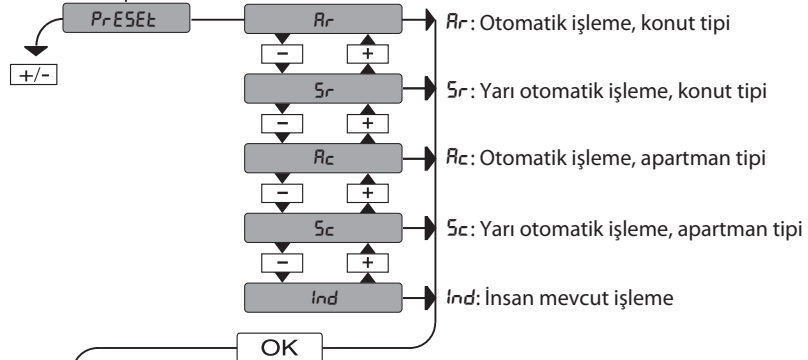 PrESEt
Ar
Ar: Otomatik işleme, konut tipi
- +
+/-
Sr
Sr: Yarı otomatik işleme, konut tipi
- +
Ac
Ac: Otomatik işleme, apartman tipi
- +
Sc
Sc: Yarı otomatik işleme, apartman tipi
- +
Ind
Ind: İnsan mevcut işleme
OK